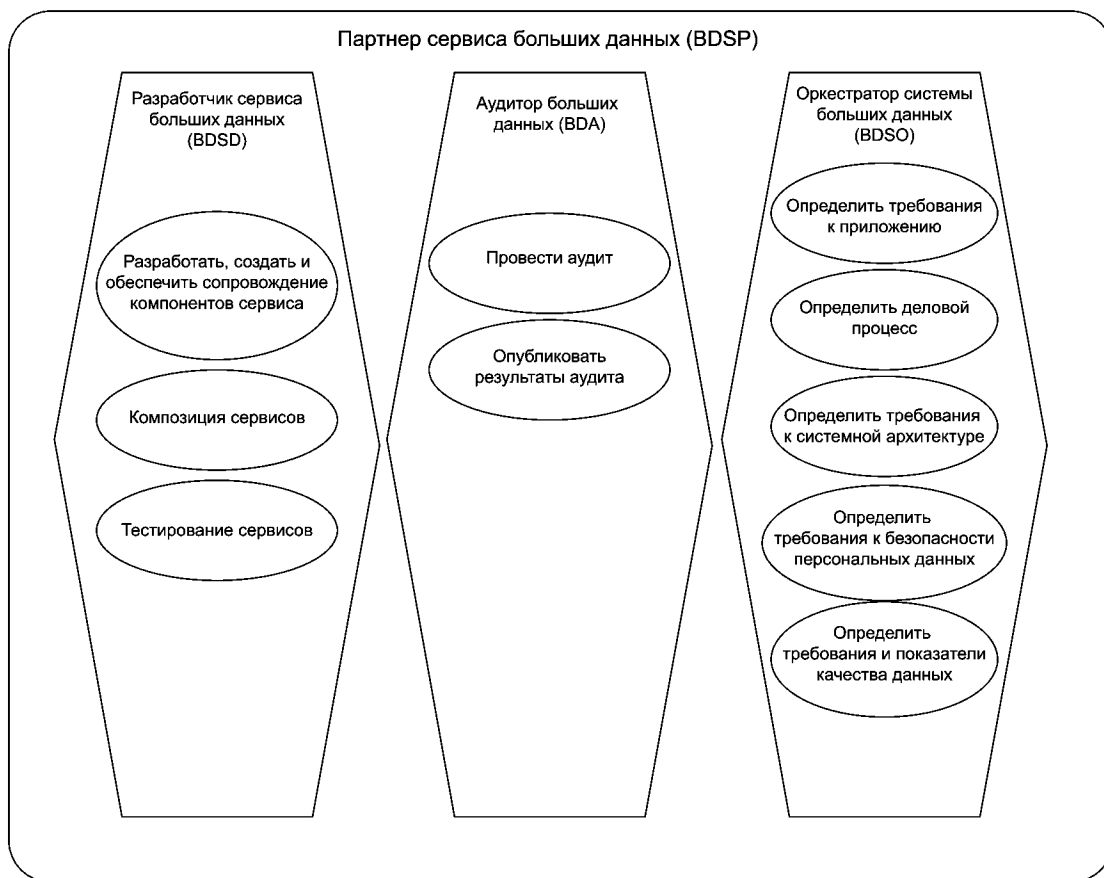 Партнер сервиса больших данных (BDSP)
Разработчик сервиса
больших данных
(BDSD)
Разработать, создать и
обеспечить сопровождение
компонентов сервиса
Композиция сервисов
Тестирование сервисов
Аудитор больших
данных (BDA)
Провести аудит
Опубликовать
результаты аудита
Оркестратор системы
больших данных
(BDSO)
Определить требования
к приложению
Определить деловой
процесс
Определить требования
к системной архитектуре
Определить
требования к безопасности
персональных данных
Определить
требования и показатели
качества данных